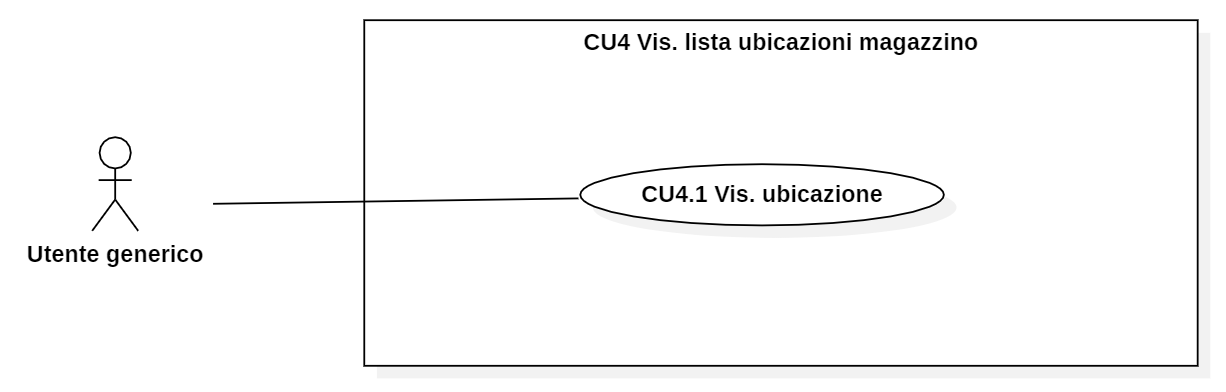 CU4 Vis. lista ubicazioni magazzino
CU4.1 Vis. ubicazione
Utente generico